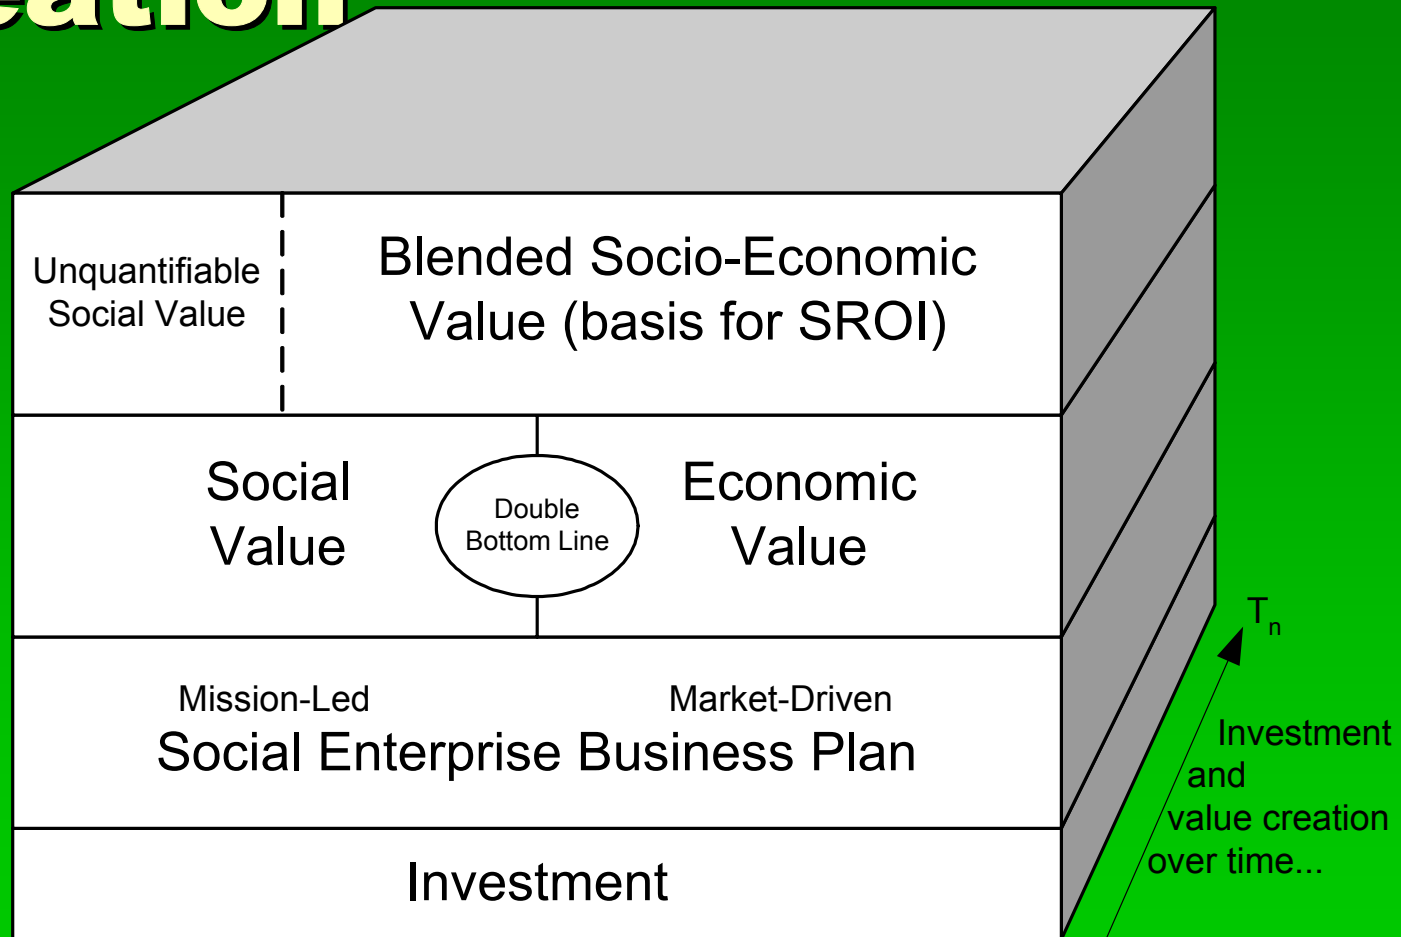 Unquantifiable
Social Value
Blended Socio-Economic
Value (basis for SROI)
Social
Value
Double
Bottom Line
Economic
Value
Mission-Led
Market-Driven
Social Enterprise Business Plan
Investment
Tn
Investment
and
value creation
over time...